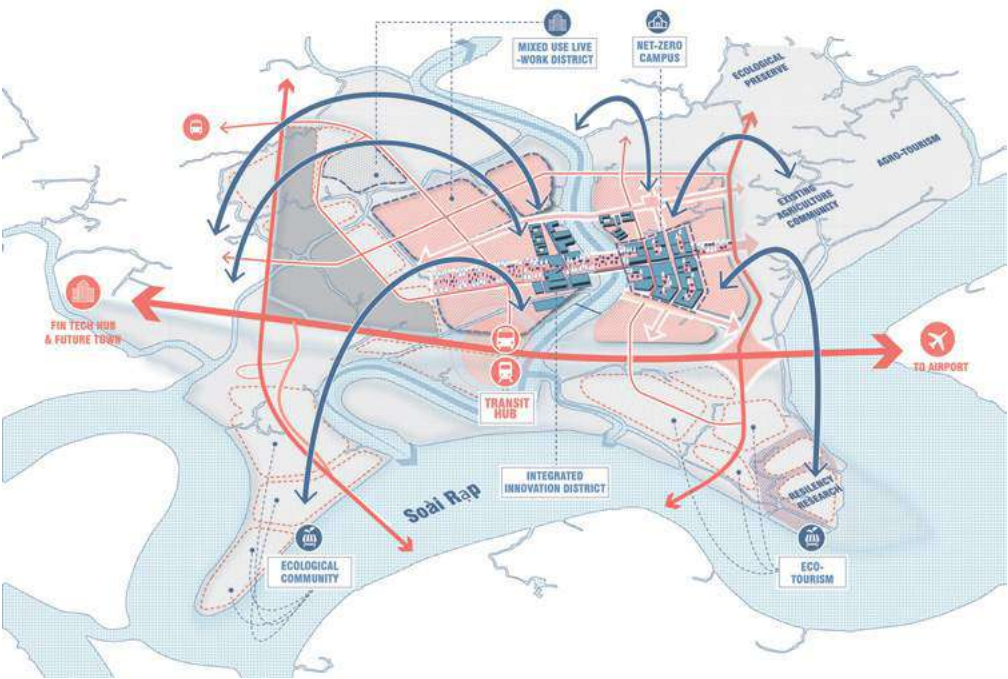 MIXED USE LIVE
-WORK DISTRICT
NET-ZERO
CAMPUS
ECOLOGICAL
PRESERVE
AGRO-TOURISM
EXISTING
AGRICULTURE
COMMUNITY
FIN TECH HUB
& FUTURE TOWN
TO AIRPORT
TRANSIT
HUB
INTEGRATED
INNOVATION DISTRICT
Soài Rạp
RESILENCY
RESEARCH
ECOLOGICAL
COMMUNITY
ECO-
TOURISM